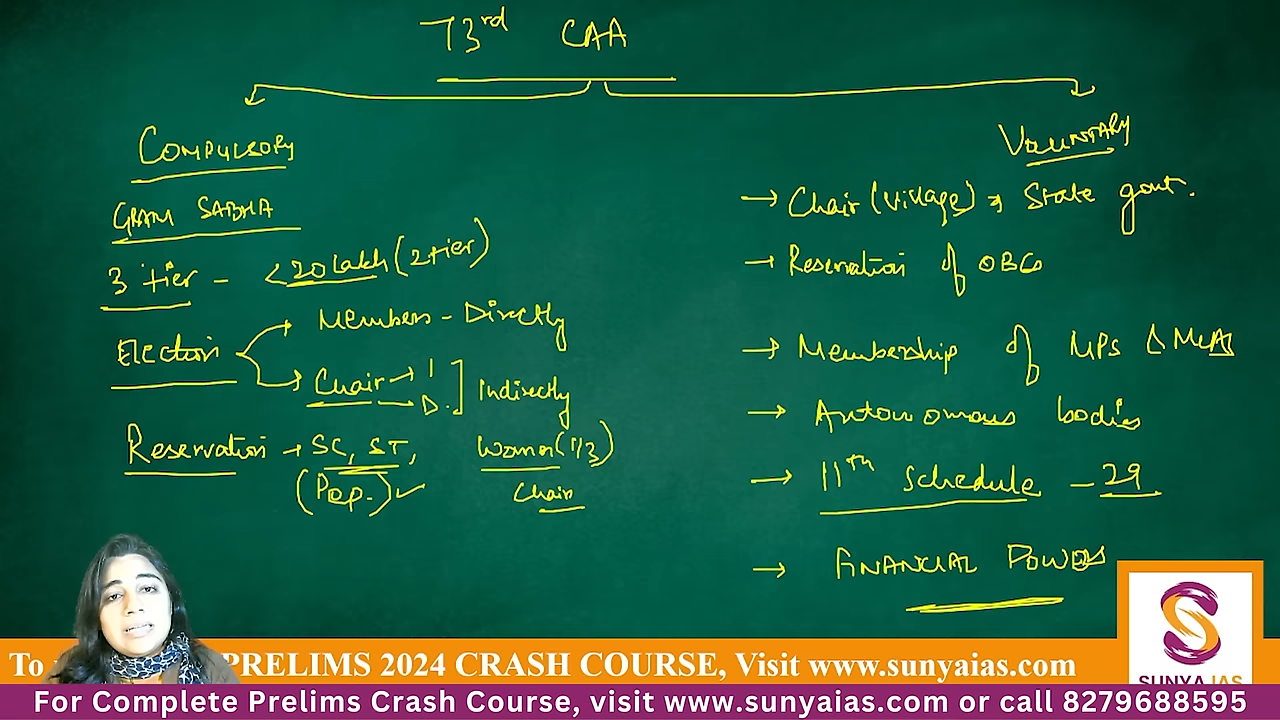 73rd CAA
COMPULSORY
GRAM SABHA
3 tier - <20 lakh (2 tier)
Election
Members - Directly
Chair → I
→ D.
] Indirectly
Reservation → SC, ST, Women (1/3)
(Pop.) ✓ Chair
VOLUNTARY
→ Chair (Village) → State govt.
→ Reservation of OBCs
→ Membership of MPs & MLAs
→ Autonomous bodies
→ 11th Schedule - 29
→ FINANCIAL POWERS
SUNYA IAS
To PRELIMS 2024 CRASH COURSE, Visit www.sunyaias.com
For Complete Prelims Crash Course, visit www.sunyaias.com or call 8279688595